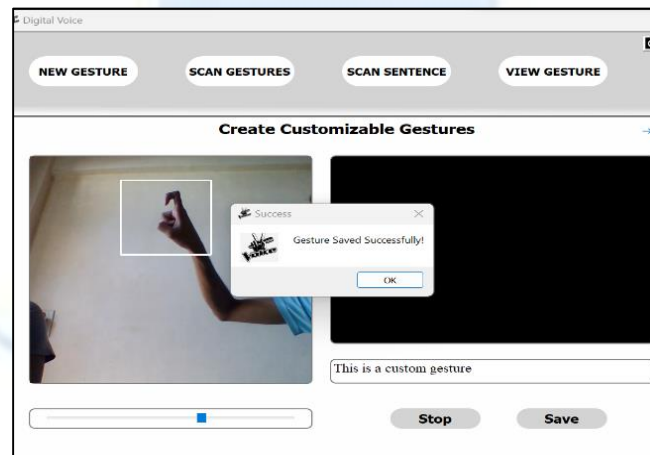 Digital Voice
NEW GESTURE SCAN GESTURES SCAN SENTENCE VIEW GESTURE
Create Customizable Gestures
Success
Gesture Saved Successfully!
Voice
OK
This is a custom gesture
Stop Save